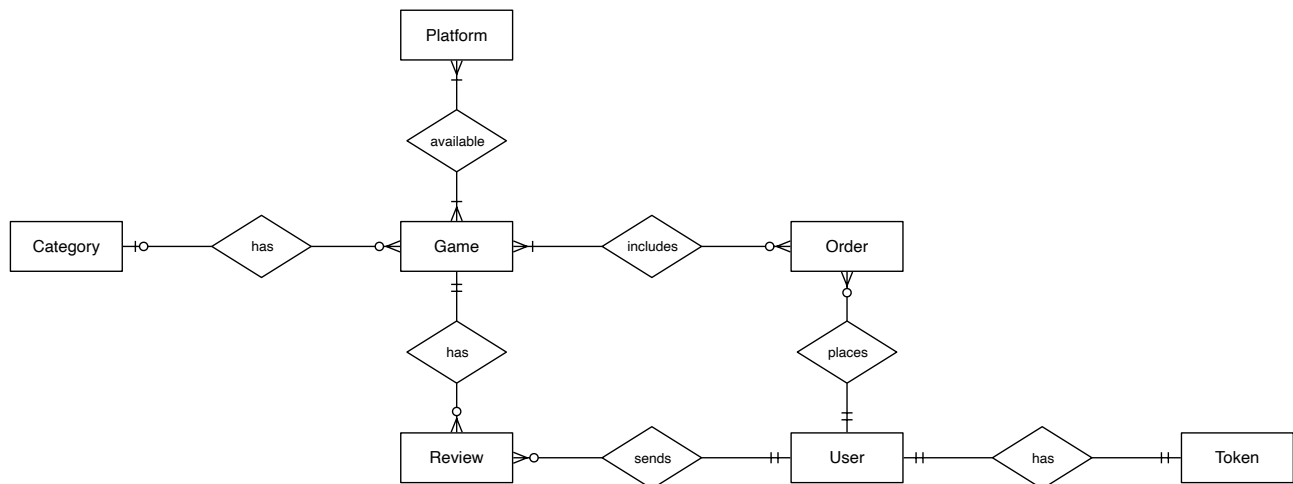 Platform
available
Category
has
Game
includes
Order
has
places
Review
sends
User
has
Token